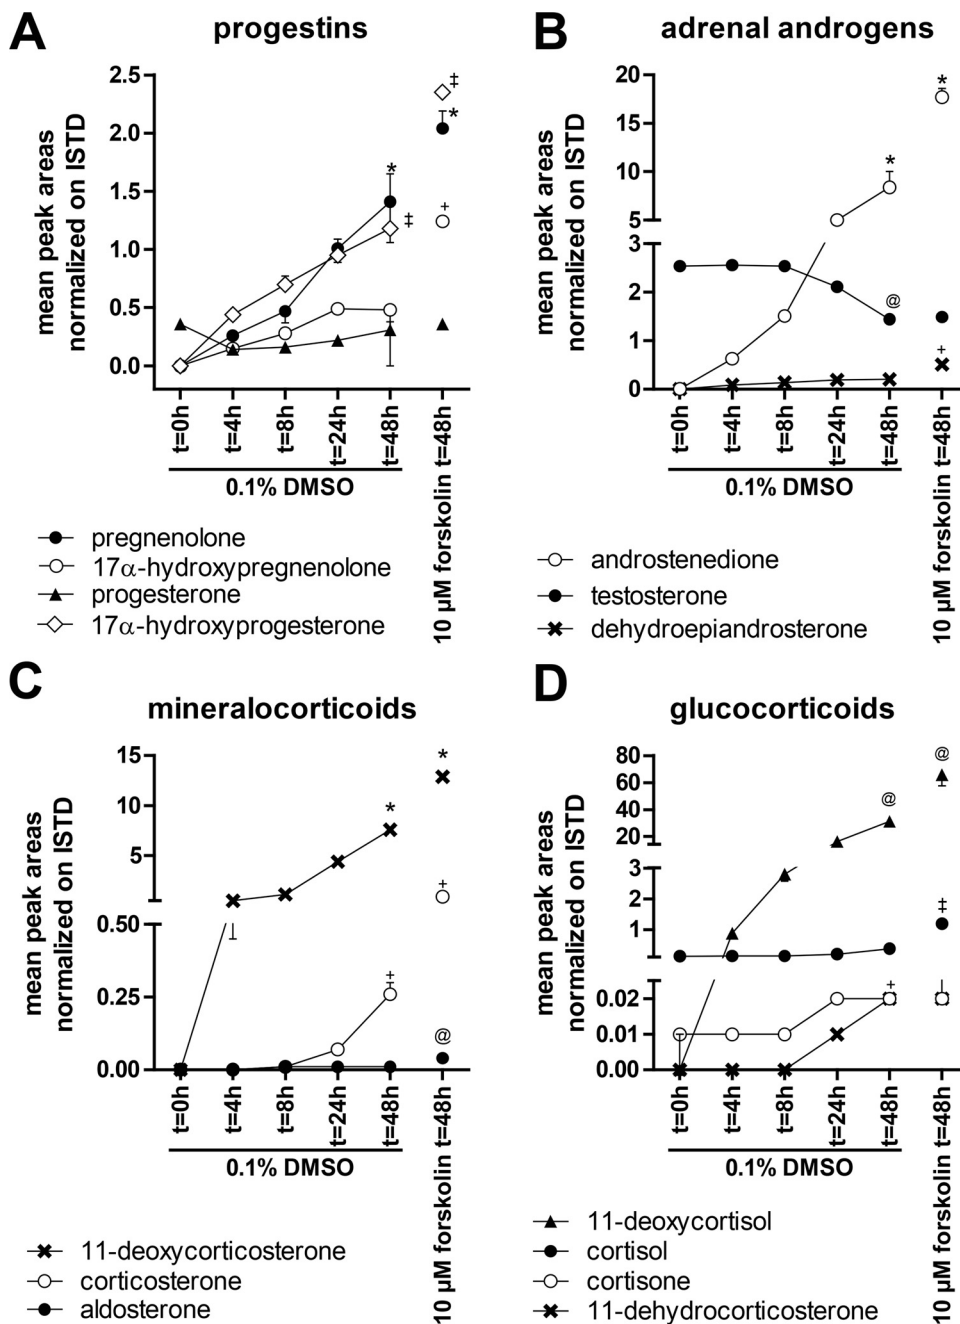 A
progestins
mean peak areas
normalized on ISTD
2.5
2.0
1.5
1.0
0.5
0.0
‡
*
+
*
‡
t=0h
t=4h
t=8h
t=24h
t=48h
10 µM forskolin t=48h
0.1% DMSO
pregnenolone
17α-hydroxypregnenolone
progesterone
17α-hydroxyprogesterone
B
adrenal androgens
mean peak areas
normalized on ISTD
20
15
10
5
3
2
1
0
*
*
@
+
t=0h
t=4h
t=8h
t=24h
t=48h
10 µM forskolin t=48h
0.1% DMSO
androstenedione
testosterone
dehydroepiandrosterone
C
mineralocorticoids
mean peak areas
normalized on ISTD
15
10
5
0.50
0.25
0.00
*
*
+
+
@
t=0h
t=4h
t=8h
t=24h
t=48h
10 µM forskolin t=48h
0.1% DMSO
11-deoxycorticosterone
corticosterone
aldosterone
D
glucocorticoids
mean peak areas
normalized on ISTD
80
60
40
20
3
2
1
0.02
0.01
0.00
@
@
‡
+
t=0h
t=4h
t=8h
t=24h
t=48h
10 µM forskolin t=48h
0.1% DMSO
11-deoxycortisol
cortisol
cortisone
11-dehydrocorticosterone